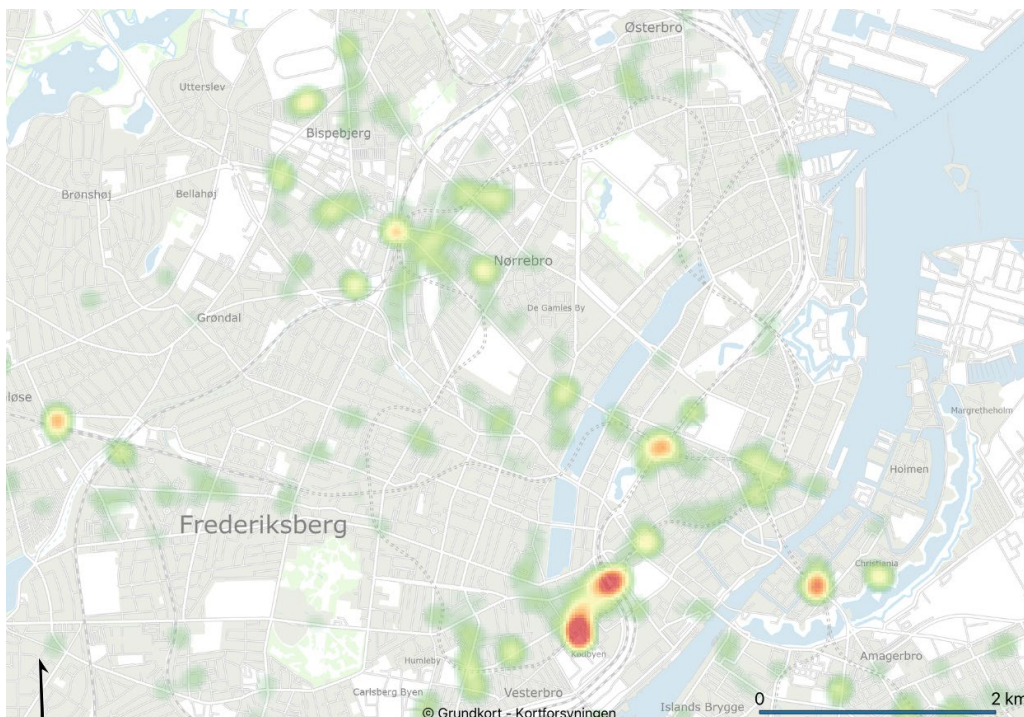 Østerbro
Utterslev
Bispebjerg
Brønshøj
Bellahøj
Nørrebro
De Gamles By
Grøndal
løse
Margretheholm
Holmen
Frederiksberg
Christiania
Kødbyen
Amagerbro
Humleby
Carlsberg Byen
Vesterbro
0
2 km
Islands Brygge
© Grundkort - Kortforsyningen